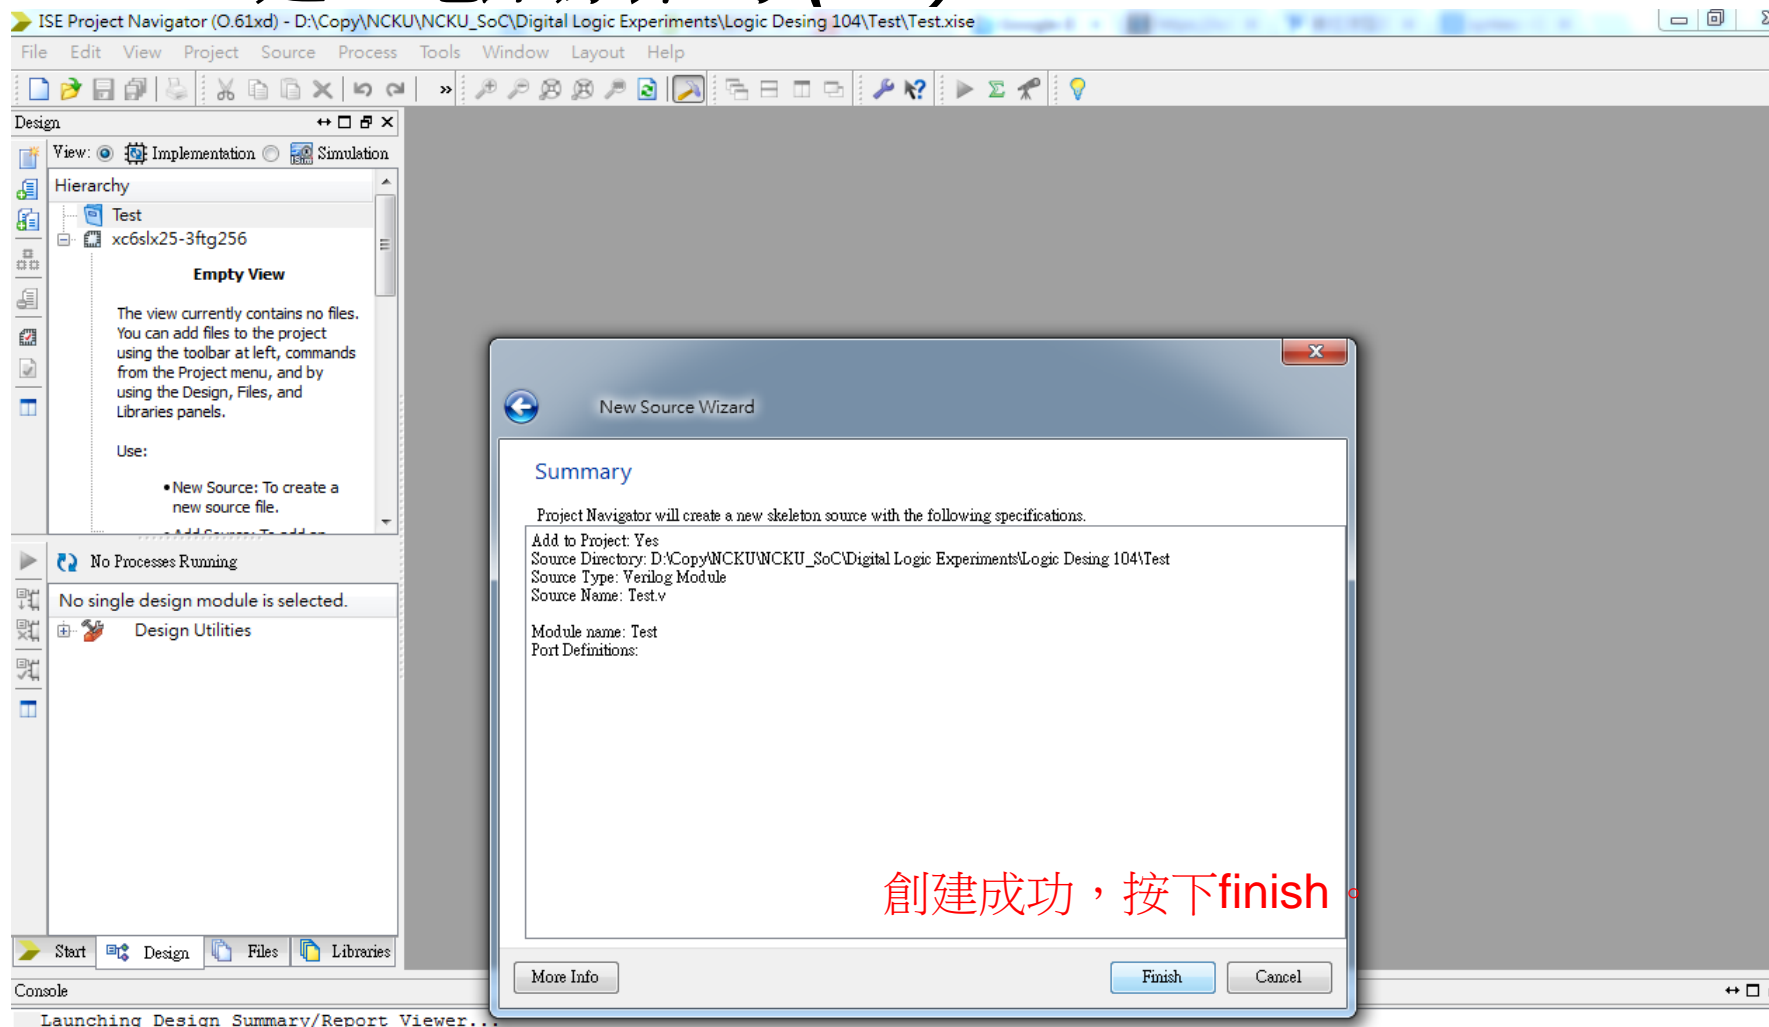 ISE Project Navigator (O.61xd) - D:\Copy\NCKU\NCKU_SoC\Digital Logic Experiments\Logic Desing 104\Test\Test.xise
File Edit View Project Source Process Tools Window Layout Help
Design
View: Implementation Simulation
Hierarchy
Test
xc6slx25-3ftg256
Empty View
The view currently contains no files.
You can add files to the project
using the toolbar at left, commands
from the Project menu, and by
using the Design, Files, and
Libraries panels.
Use:
•New Source: To create a
new source file.
No Processes Running
No single design module is selected.
Design Utilities
Start Design Files Libraries
Console
Launching Design Summary/Report Viewer...
New Source Wizard
Summary
Project Navigator will create a new skeleton source with the following specifications.
Add to Project: Yes
Source Directory: D:\Copy\NCKU\NCKU_SoC\Digital Logic Experiments\Logic Desing 104\Test
Source Type: Verilog Module
Source Name: Test.v
Module name: Test
Port Definitions:
創建成功，按下finish。
More Info Finish Cancel